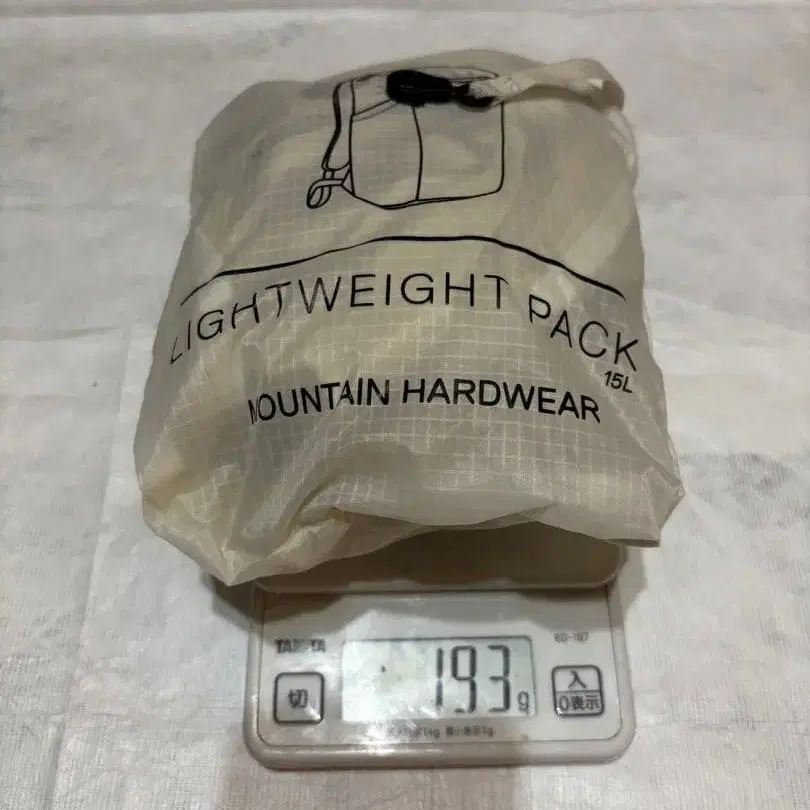 LIGHTWEIGHT PACK
15L
MOUNTAIN HARDWEAR
TANITA
KD-187
193g
切
入
0表示